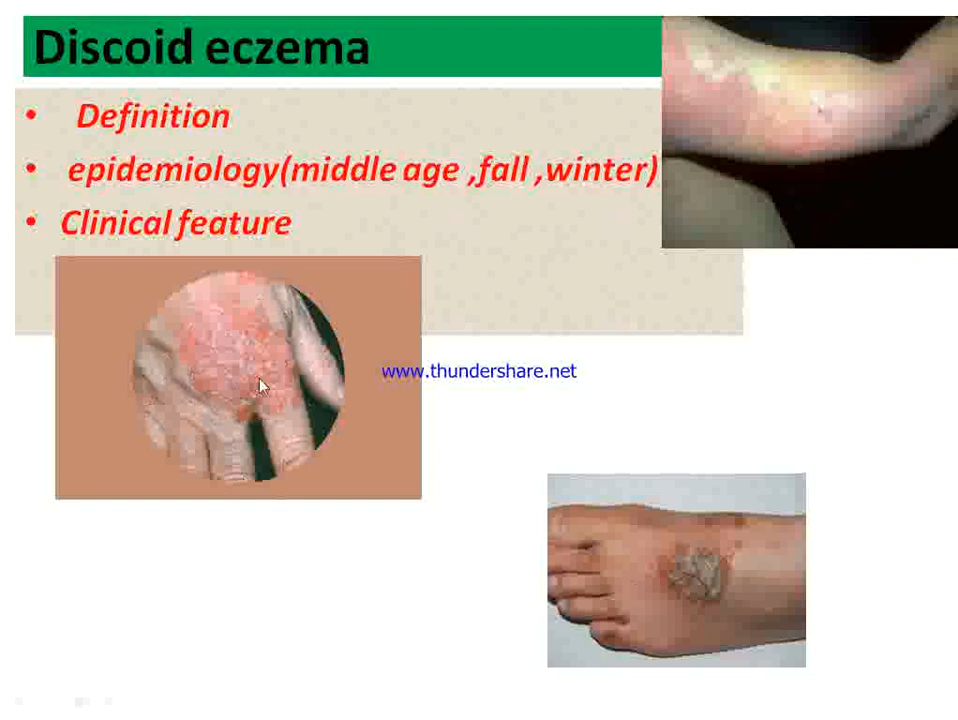 Discoid eczema
• Definition
• epidemiology(middle age ,fall ,winter)
• Clinical feature
www.thundershare.net